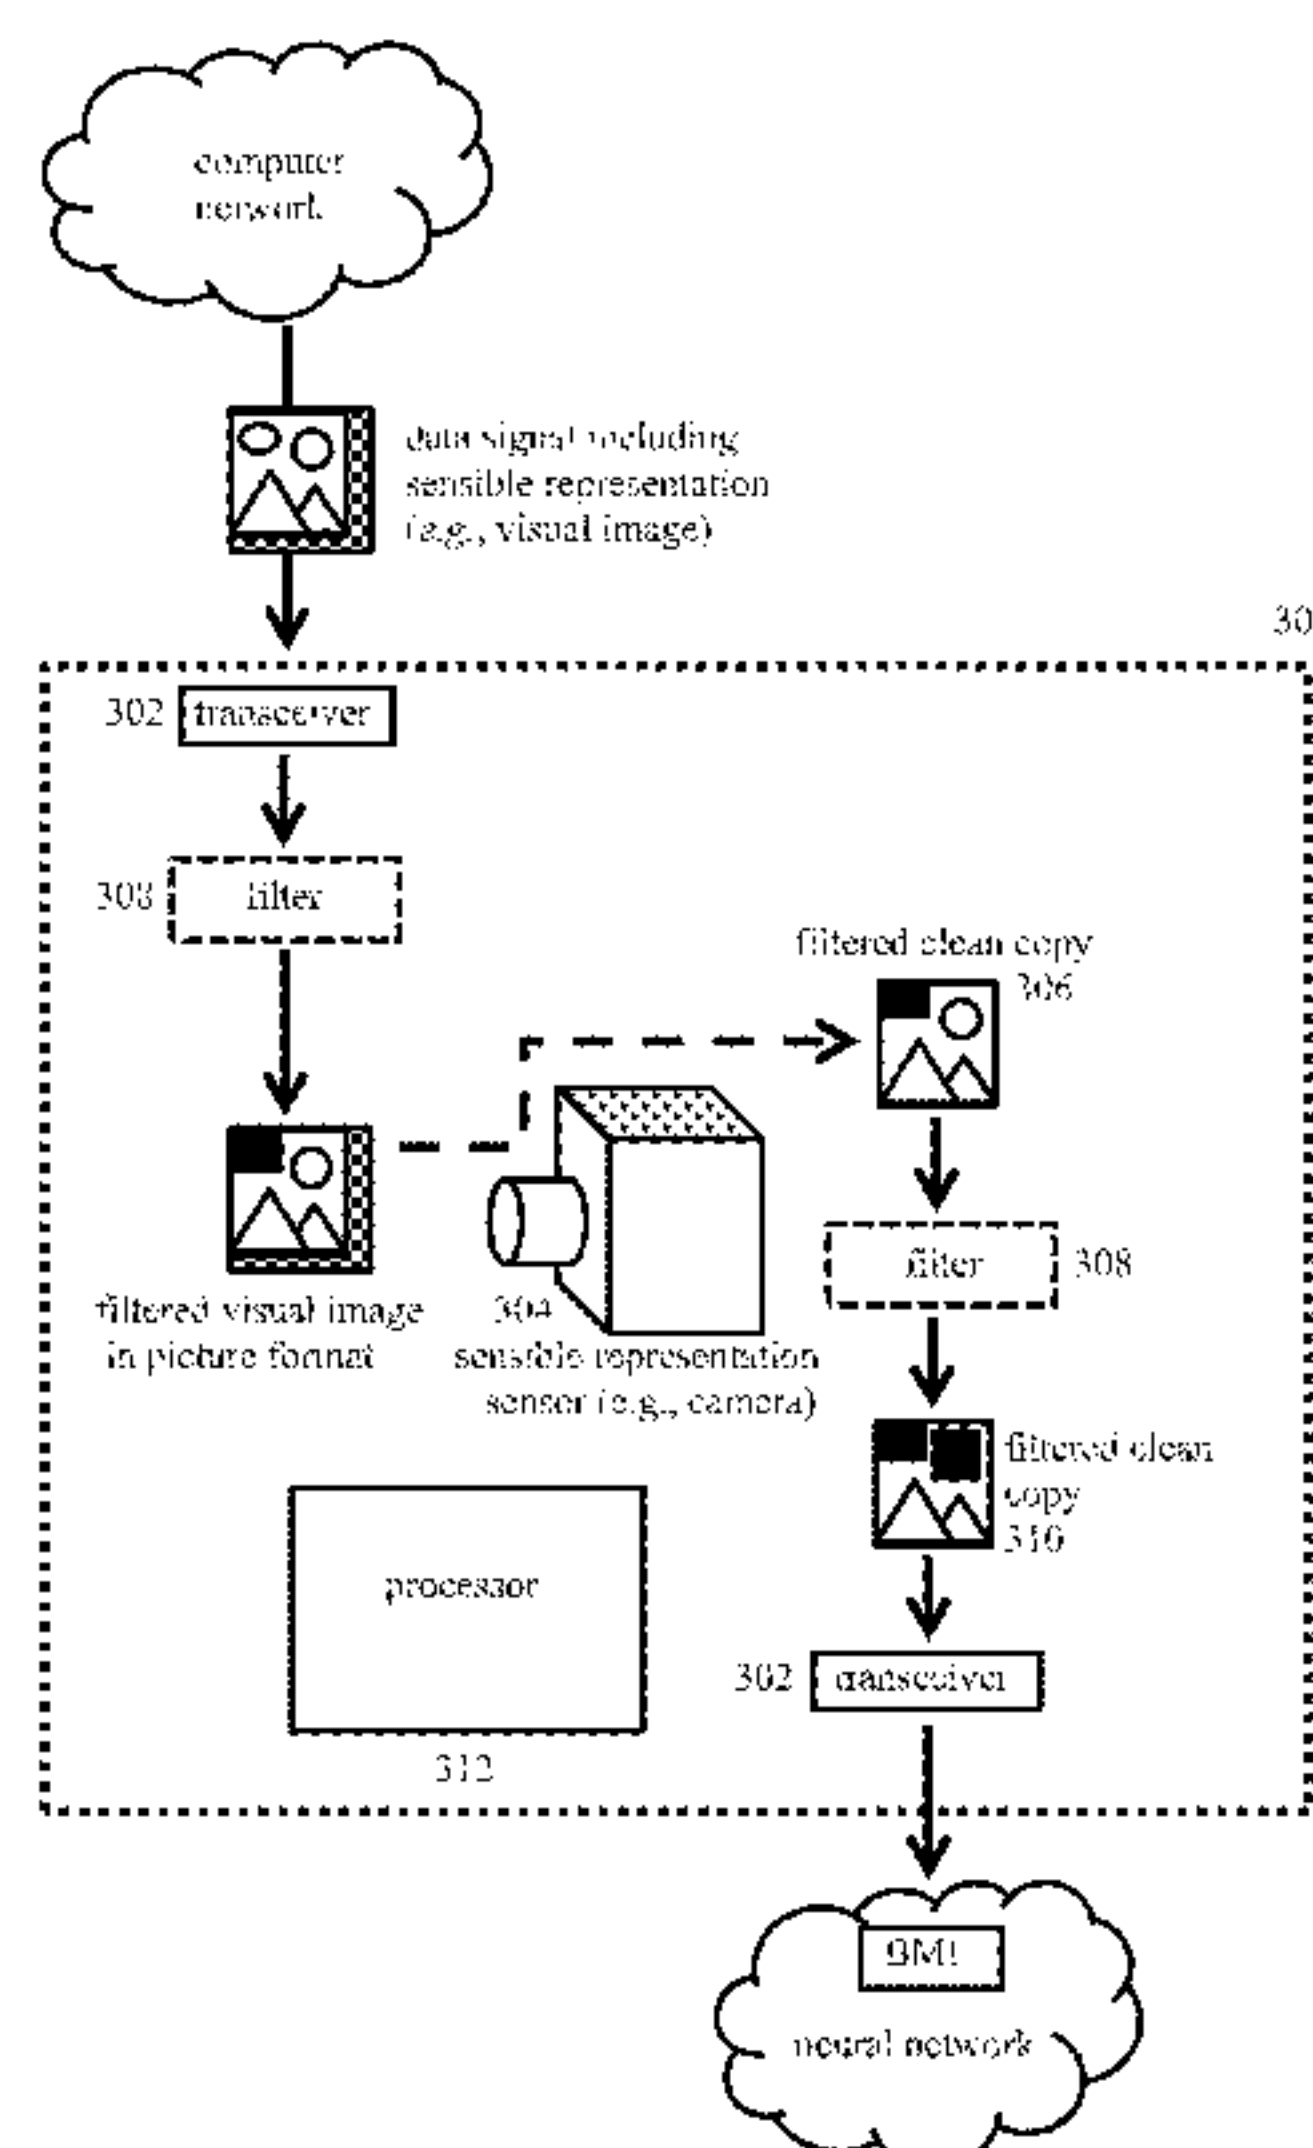 computer
network
data signal including
sensible representation
(e.g., visual image)
30
302 transceiver
308 filter
filtered clean copy
306
filter 308
filtered visual image
in picture format
304
sensible representation
sensor (e.g., camera)
filtered clean
copy
310
processor
302 transceiver
312
BMI
neural network